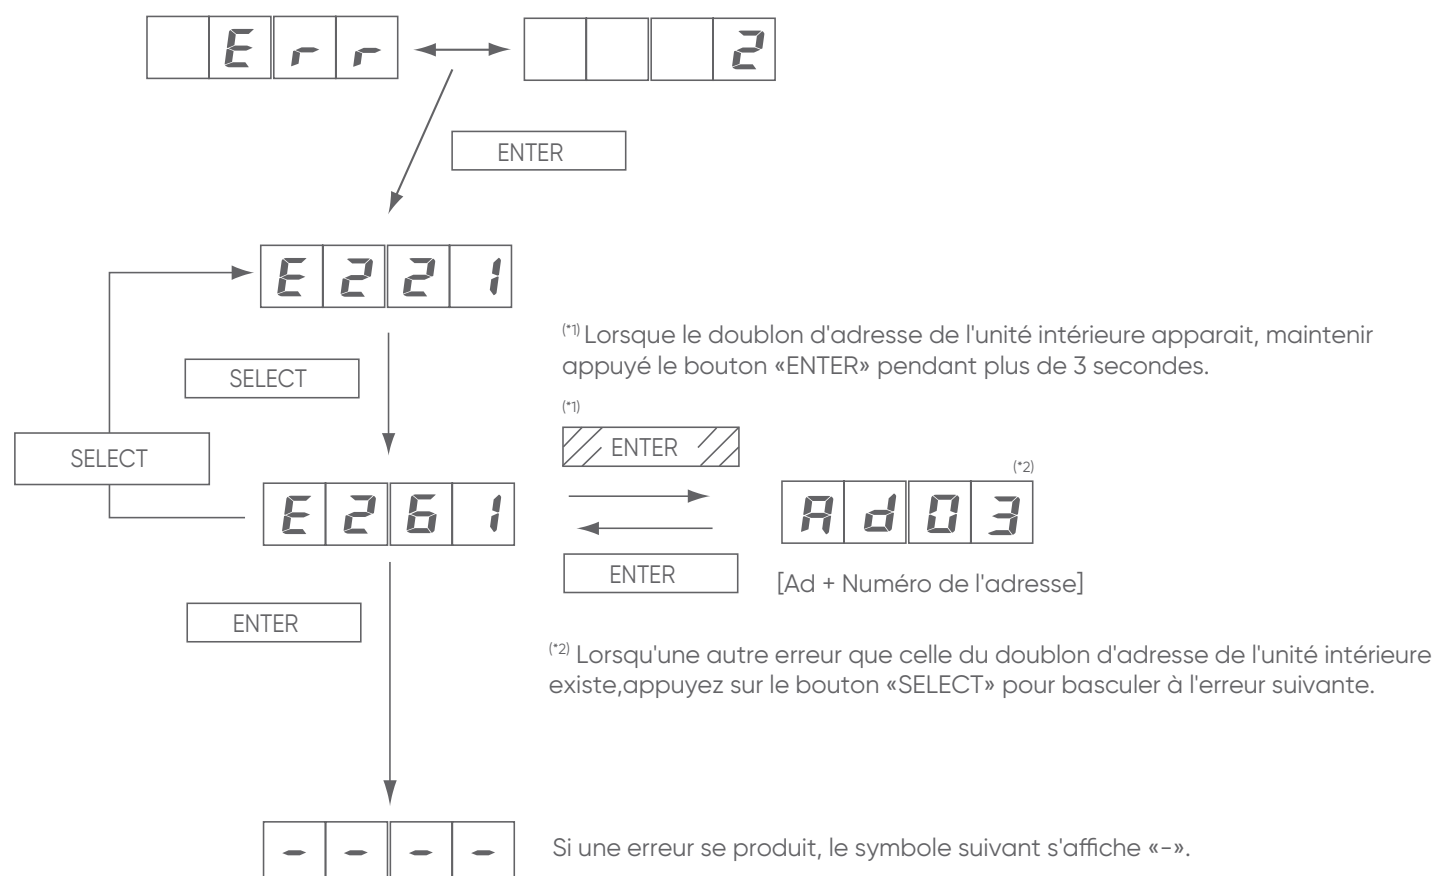 Err 2
ENTER
E221
(*1) Lorsque le doublon d'adresse de l'unité intérieure apparait, maintenir
appuyé le bouton «ENTER» pendant plus de 3 secondes.
SELECT
(*1)
ENTER
SELECT
(*2)
E261
Ad03
ENTER
[Ad + Numéro de l'adresse]
ENTER
(*2) Lorsqu'une autre erreur que celle du doublon d'adresse de l'unité intérieure
existe,appuyez sur le bouton «SELECT» pour basculer à l'erreur suivante.
- - - -
Si une erreur se produit, le symbole suivant s'affiche «-».